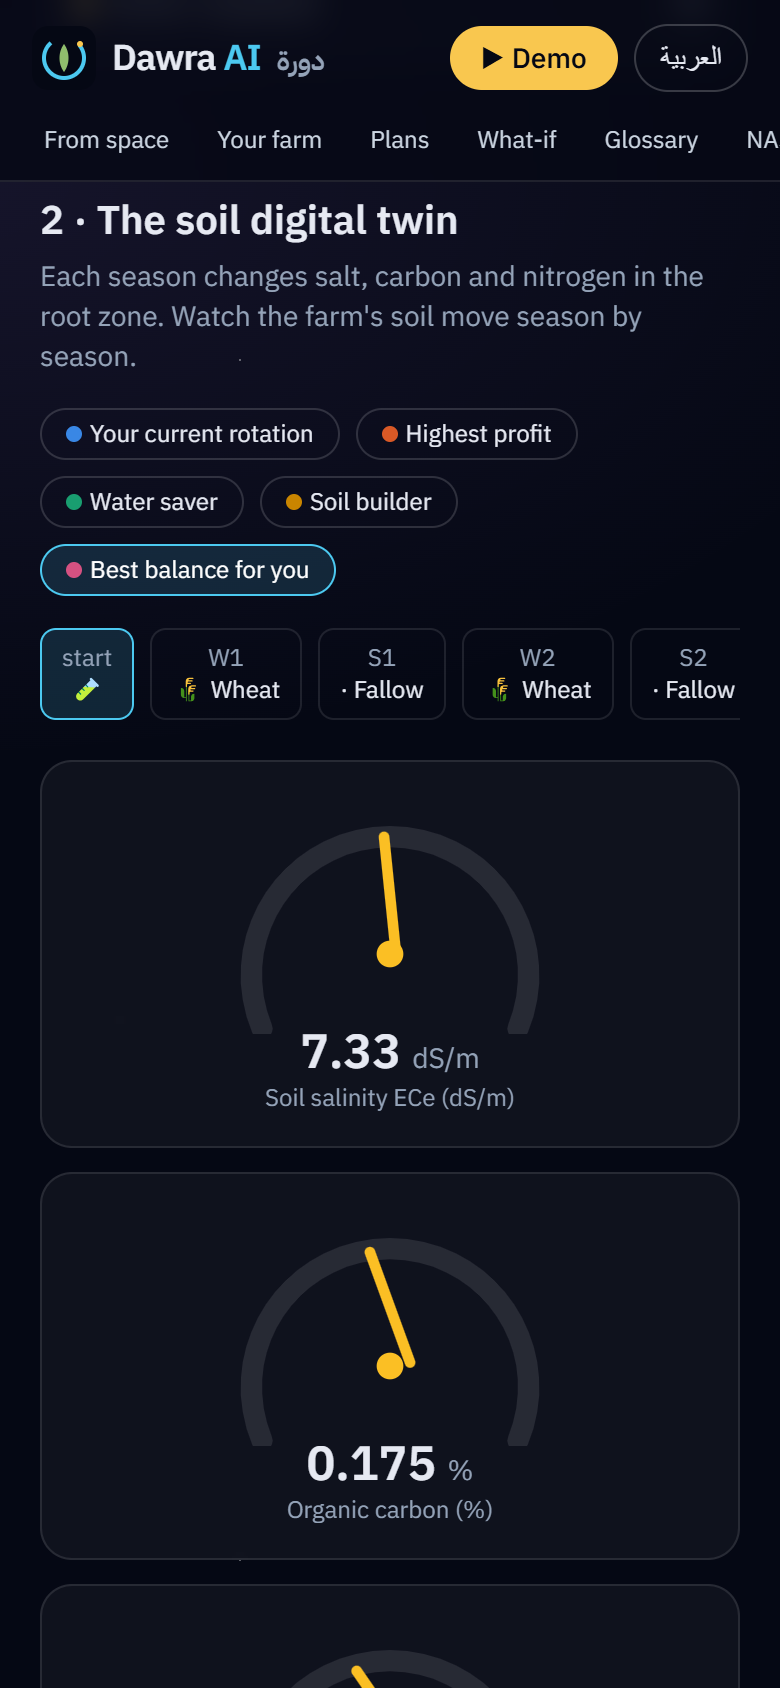 Dawra AI دورة
▶ Demo
العربية
From space Your farm Plans What-if Glossary NA
2 · The soil digital twin
Each season changes salt, carbon and nitrogen in the
root zone. Watch the farm's soil move season by
season.
Your current rotation
Highest profit
Water saver
Soil builder
Best balance for you
start
W1
Wheat
S1
· Fallow
W2
Wheat
S2
· Fallow
7.33 dS/m
Soil salinity ECe (dS/m)
0.175 %
Organic carbon (%)